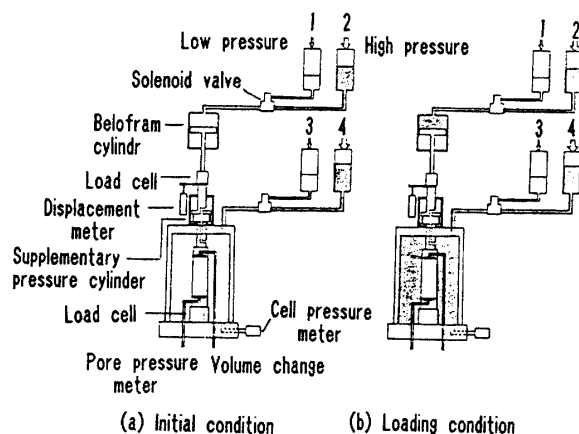 1 2
Low pressure High pressure
1 2
Solenoid valve
Belofram
cylindr
3 4
3 4
Load cell
Displacement
meter
Supplementary
pressure cylinder
Load cell
Cell pressure
meter
Pore pressure Volume change
meter
(a) Initial condition (b) Loading condition